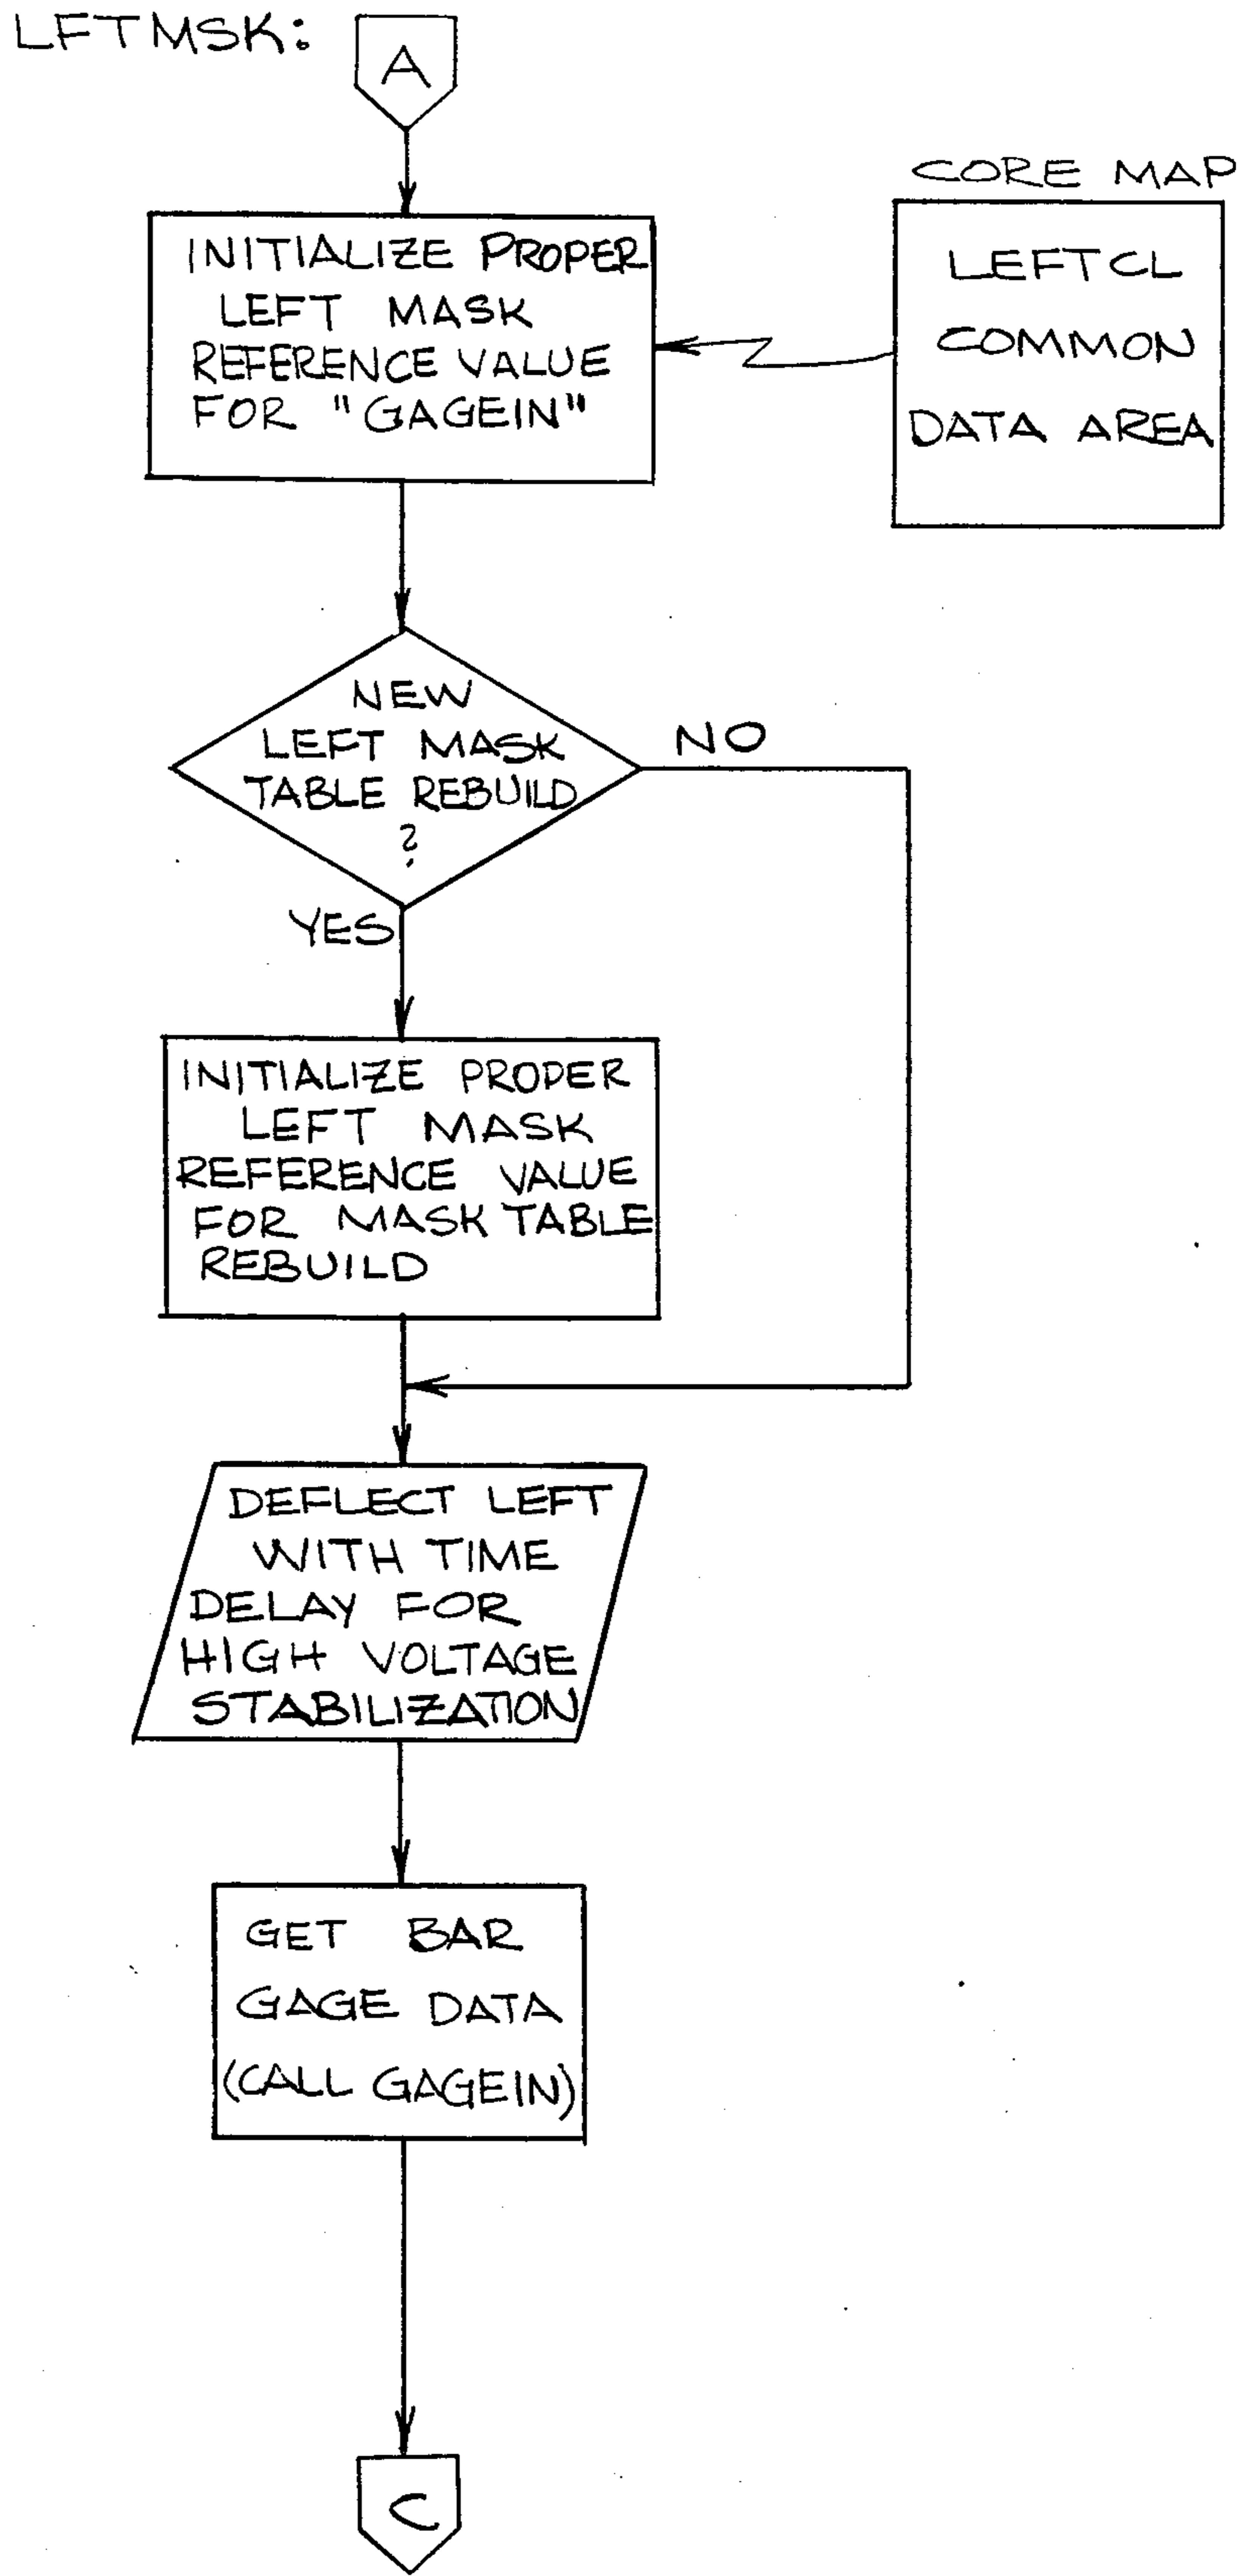 LFTMSK:
A
INITIALIZE PROPER
LEFT MASK
REFERENCE VALUE
FOR "GAGEIN"
CORE MAP
LEFTCL
COMMON
DATA AREA
NEW
LEFT MASK
TABLE REBUILD
?
NO
YES
INITIALIZE PROPER
LEFT MASK
REFERENCE VALUE
FOR MASK TABLE
REBUILD
DEFLECT LEFT
WITH TIME
DELAY FOR
HIGH VOLTAGE
STABILIZATION
GET BAR
GAGE DATA
(CALL GAGEIN)
C